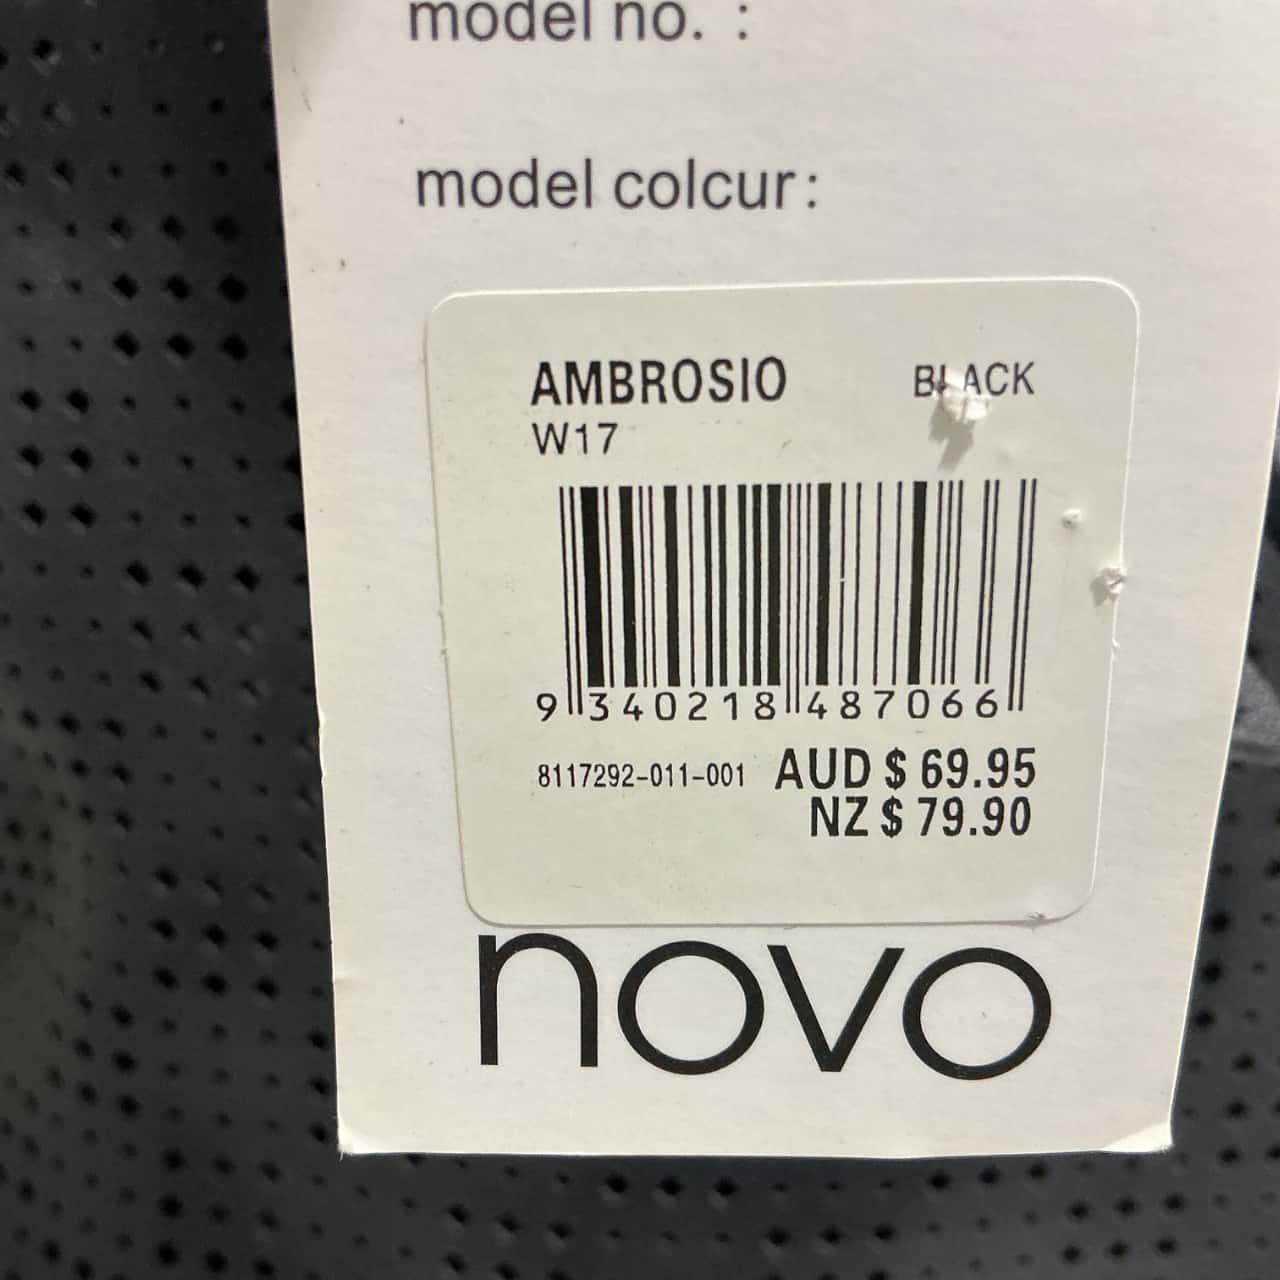 model no. :
model colcur:
AMBROSIO BLACK
W17
9 340218 487066
8117292-011-001 AUD $ 69.95
NZ $ 79.90
novo